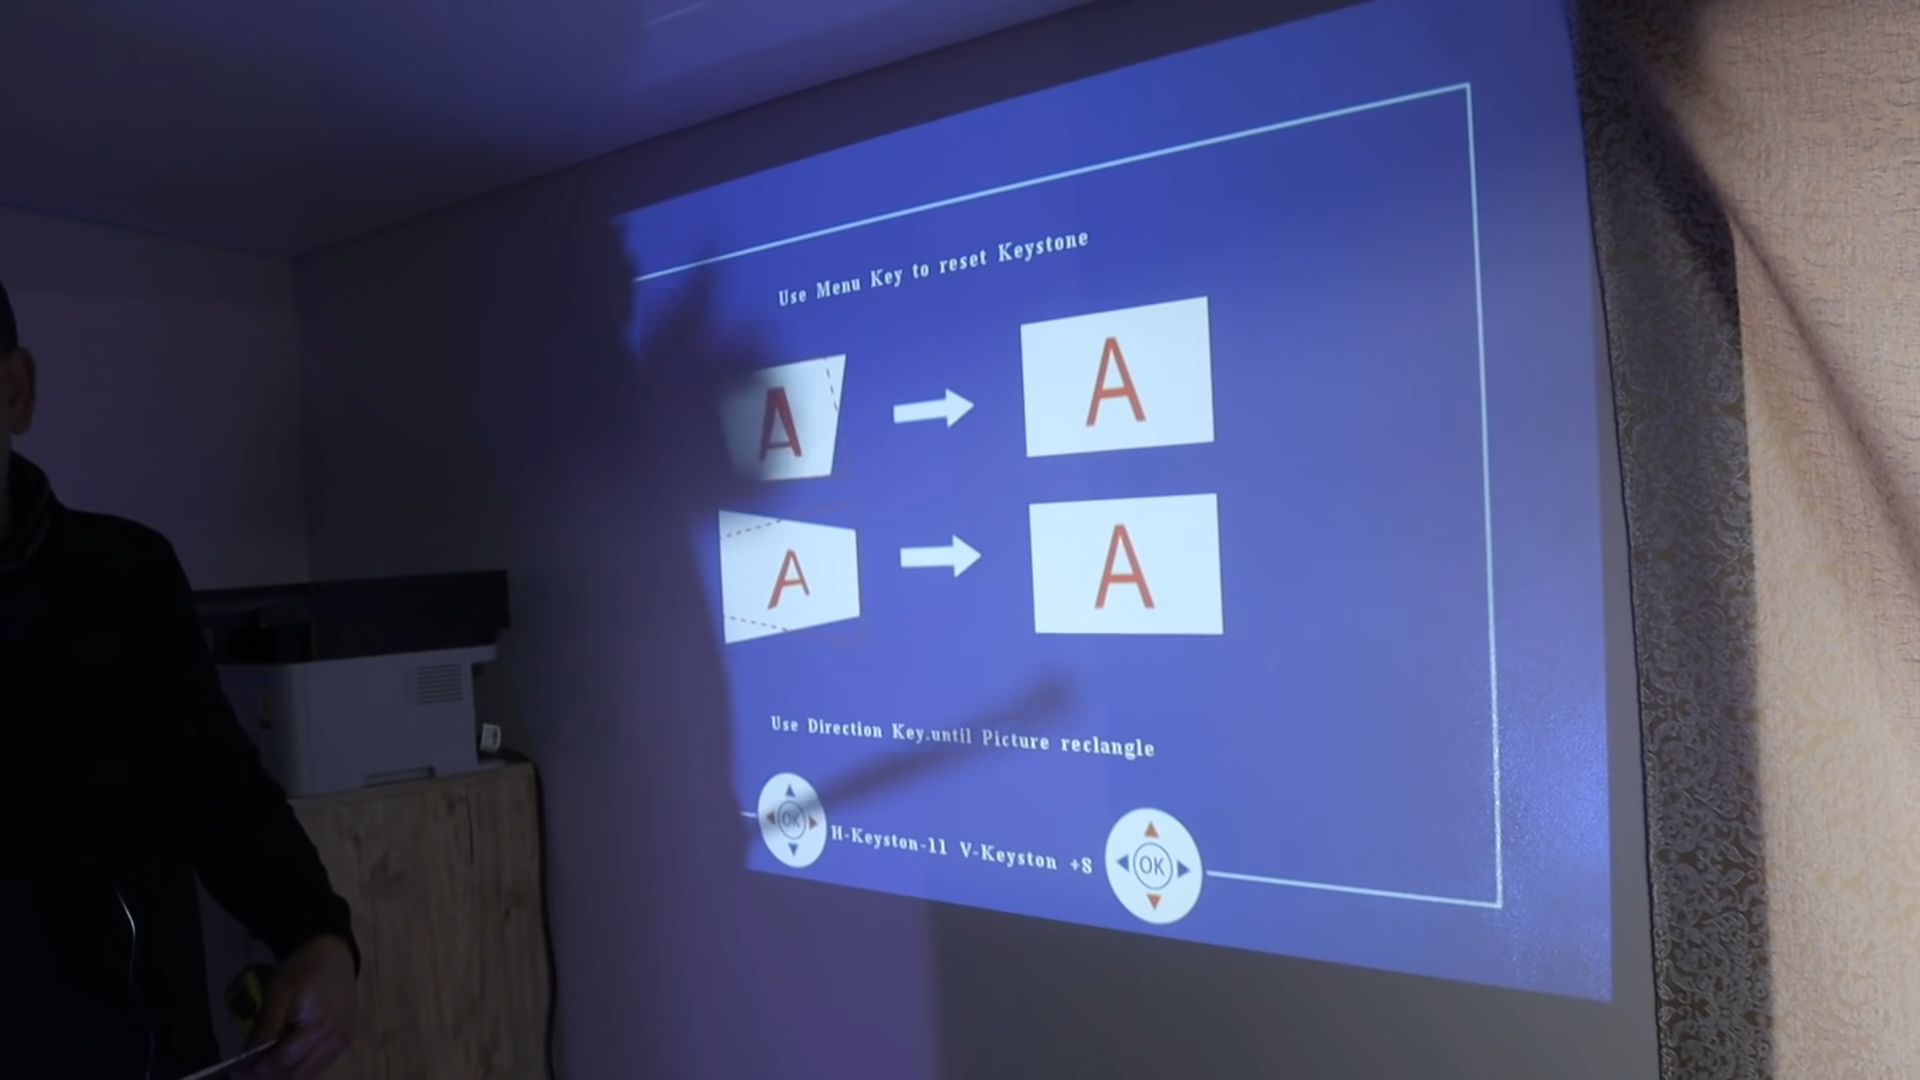 Use Menu Key to reset Keystone
A
A
A
A
Use Direction Key.until Picture reclangle
OK H-Keyston-11 V-Keyston +8 OK